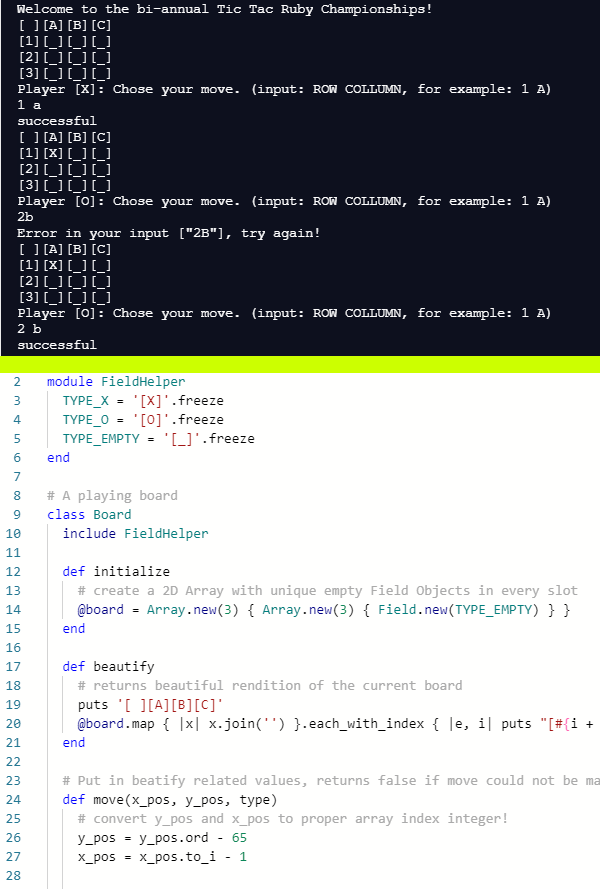 Welcome to the bi-annual Tic Tac Ruby Championships!
[ ][A][B][C]
[1][_][_][_]
[2][_][_][_]
[3][_][_][_]
Player [X]: Chose your move. (input: ROW COLLUMN, for example: 1 A)
1 a
successful
[ ][A][B][C]
[1][X][_][_]
[2][_][_][_]
[3][_][_][_]
Player [O]: Chose your move. (input: ROW COLLUMN, for example: 1 A)
2b
Error in your input ["2B"], try again!
[ ][A][B][C]
[1][X][_][_]
[2][_][_][_]
[3][_][_][_]
Player [O]: Chose your move. (input: ROW COLLUMN, for example: 1 A)
2 b
successful
2 module FieldHelper
3 TYPE_X = '[X]'.freeze
4 TYPE_O = '[O]'.freeze
5 TYPE_EMPTY = '[_]'.freeze
6 end
7
8 # A playing board
9 class Board
10 include FieldHelper
11
12 def initialize
13 # create a 2D Array with unique empty Field Objects in every slot
14 @board = Array.new(3) { Array.new(3) { Field.new(TYPE_EMPTY) } }
15 end
16
17 def beautify
18 # returns beautiful rendition of the current board
19 puts '[ ][A][B][C]'
20 @board.map { |x| x.join('') }.each_with_index { |e, i| puts "[#{i +
21 end
22
23 # Put in beatify related values, returns false if move could not be ma
24 def move(x_pos, y_pos, type)
25 # convert y_pos and x_pos to proper array index integer!
26 y_pos = y_pos.ord - 65
27 x_pos = x_pos.to_i - 1
28